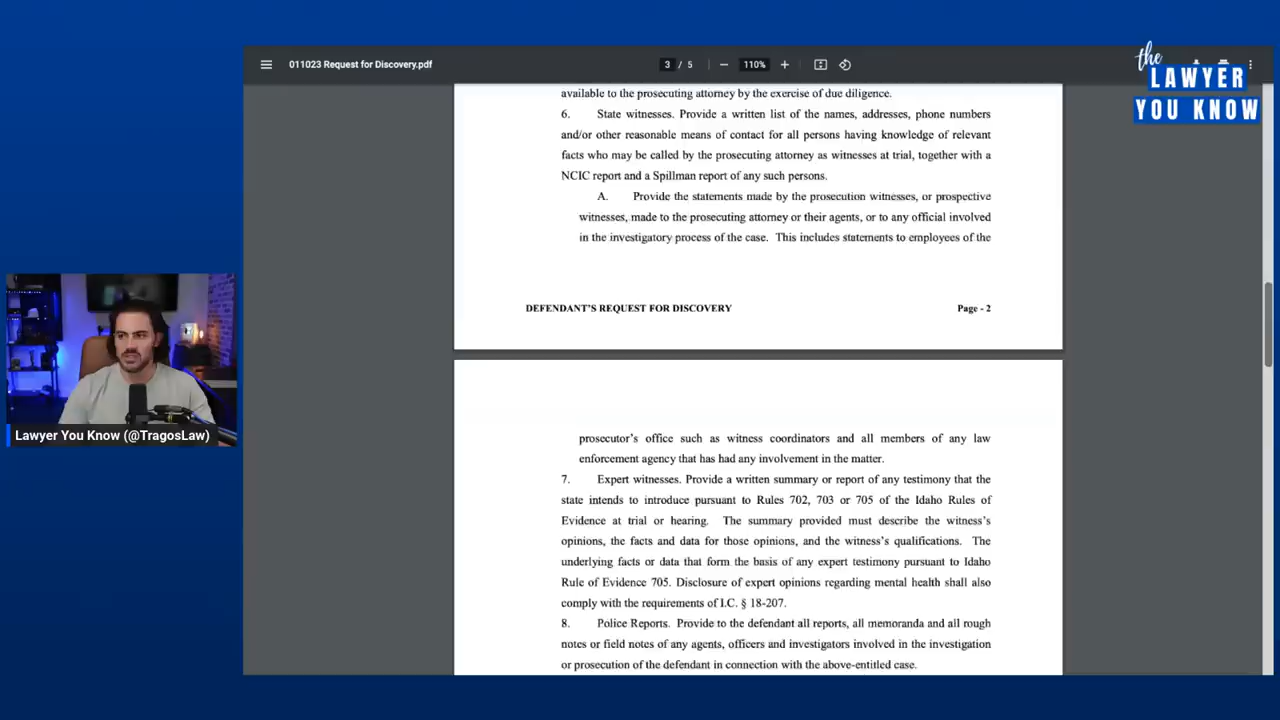 the
LAWYER
YOU KNOW
011023 Request for Discovery.pdf
3 / 5
110%
available to the prosecuting attorney by the exercise of due diligence.
6. State witnesses. Provide a written list of the names, addresses, phone numbers
and/or other reasonable means of contact for all persons having knowledge of relevant
facts who may be called by the prosecuting attorney as witnesses at trial, together with a
NCIC report and a Spillman report of any such persons.
A. Provide the statements made by the prosecution witnesses, or prospective
witnesses, made to the prosecuting attorney or their agents, or to any official involved
in the investigatory process of the case. This includes statements to employees of the
DEFENDANT'S REQUEST FOR DISCOVERY Page - 2
prosecutor's office such as witness coordinators and all members of any law
enforcement agency that has had any involvement in the matter.
7. Expert witnesses. Provide a written summary or report of any testimony that the
state intends to introduce pursuant to Rules 702, 703 or 705 of the Idaho Rules of
Evidence at trial or hearing. The summary provided must describe the witness's
opinions, the facts and data for those opinions, and the witness's qualifications. The
underlying facts or data that form the basis of any expert testimony pursuant to Idaho
Rule of Evidence 705. Disclosure of expert opinions regarding mental health shall also
comply with the requirements of I.C. § 18-207.
8. Police Reports. Provide to the defendant all reports, all memoranda and all rough
notes or field notes of any agents, officers and investigators involved in the investigation
or prosecution of the defendant in connection with the above-entitled case.
Lawyer You Know (@TragosLaw)